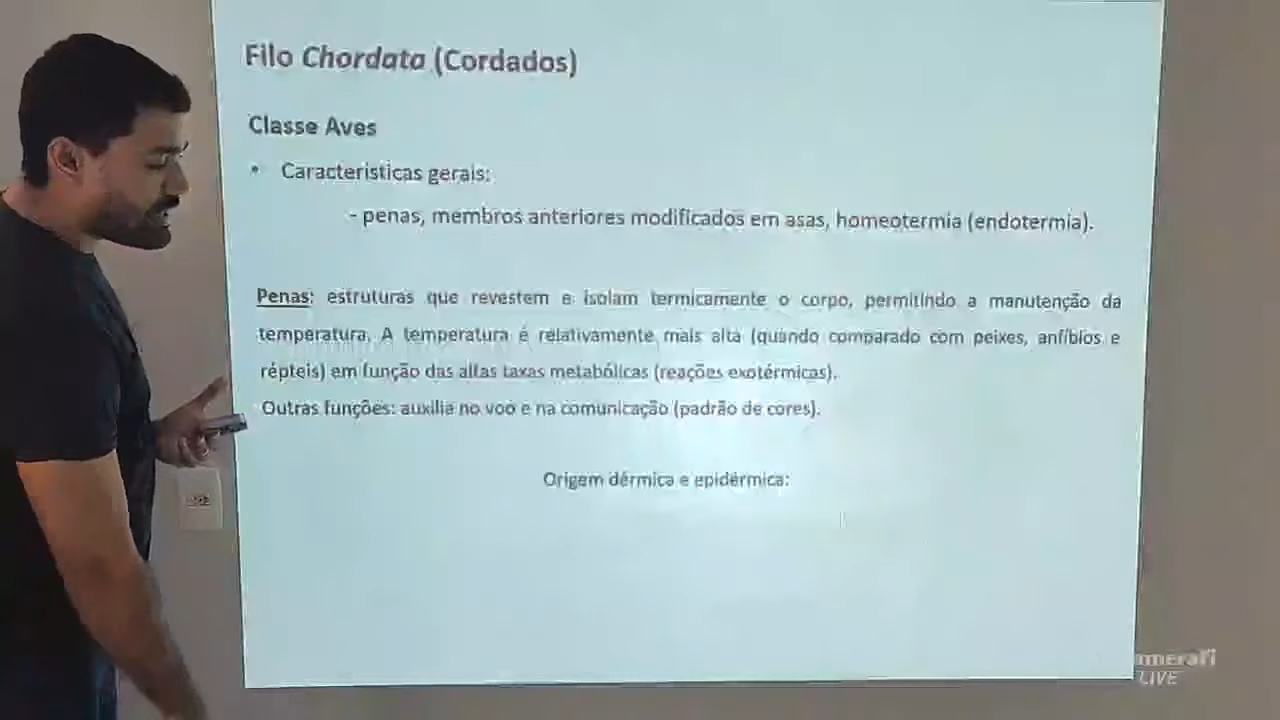 Filo Chordata (Cordados)
Classe Aves
• Características gerais:
- penas, membros anteriores modificados em asas, homeotermia (endotermia).
Penas: estruturas que revestem e isolam termicamente o corpo, permitindo a manutenção da
temperatura. A temperatura é relativamente mais alta (quando comparado com peixes, anfíbios e
répteis) em função das altas taxas metabólicas (reações exotérmicas).
Outras funções: auxilia no voo e na comunicação (padrão de cores).
Origem dérmica e epidérmica:
LIVE